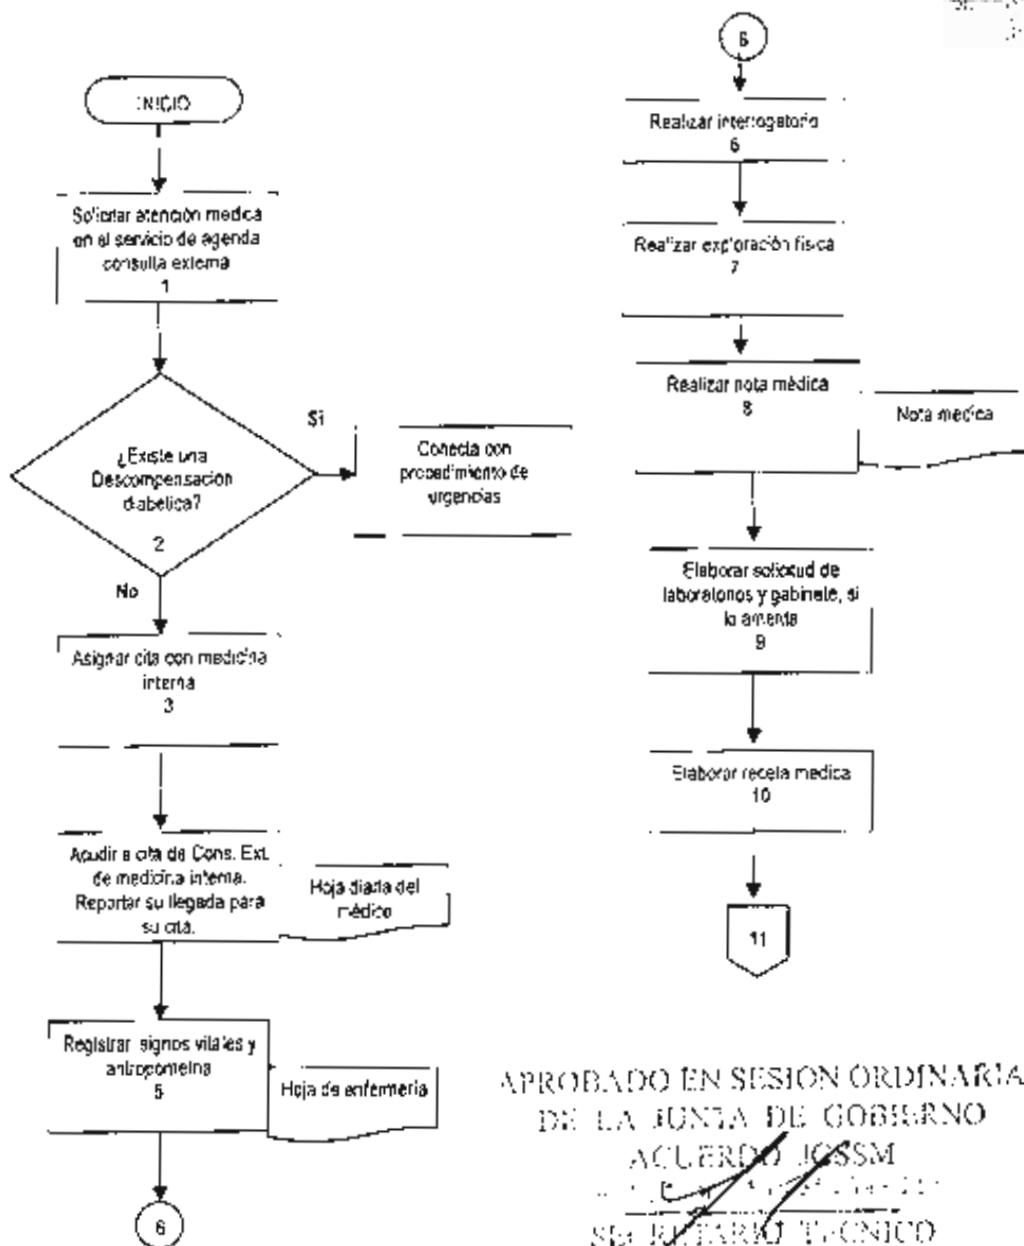 INICIO
Solicitar atención medica
en el servicio de agenda
consulta externa
1
¿Existe una
Descompensación
diabética?
2
Si
Conecta con
procedimiento de
urgencias
No
Asignar cita con medicina
interna
3
Acudir a cita de Cons. Ext.
de medicina interna.
Reportar su llegada para
su cita.
Hoja diaria del
médico
Registrar signos vitales y
antropometria
5
Hoja de enfermería
6
6
Realizar interrogatorio
6
Realizar exploración física
7
Realizar nota médica
8
Nota medica
Elaborar solicitud de
laboratorios y gabinete, si
lo amerita
9
Elaborar receta medica
10
11
APROBADO EN SESION ORDINARIA
DE LA JUNTA DE GOBIERNO
ACUERDO JGSSM
SECRETARIO TECNICO